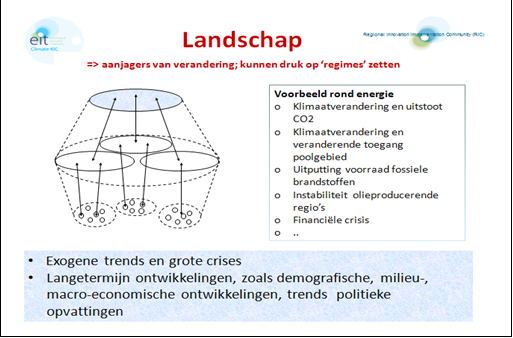 eit
Climate-KIC
Landschap
Regional Innovation Implementation Community (RIC)
=> aanjagers van verandering; kunnen druk op ‘regimes’ zetten
Voorbeeld rond energie
o Klimaatverandering en uitstoot
CO2
o Klimaatverandering en
veranderende toegang
poolgebied
o Uitputting voorraad fossiele
brandstoffen
o Instabiliteit olieproducerende
regio’s
o Financiële crisis
o ..
• Exogene trends en grote crises
• Langetermijn ontwikkelingen, zoals demografische, milieu-,
macro-economische ontwikkelingen, trends politieke
opvattingen